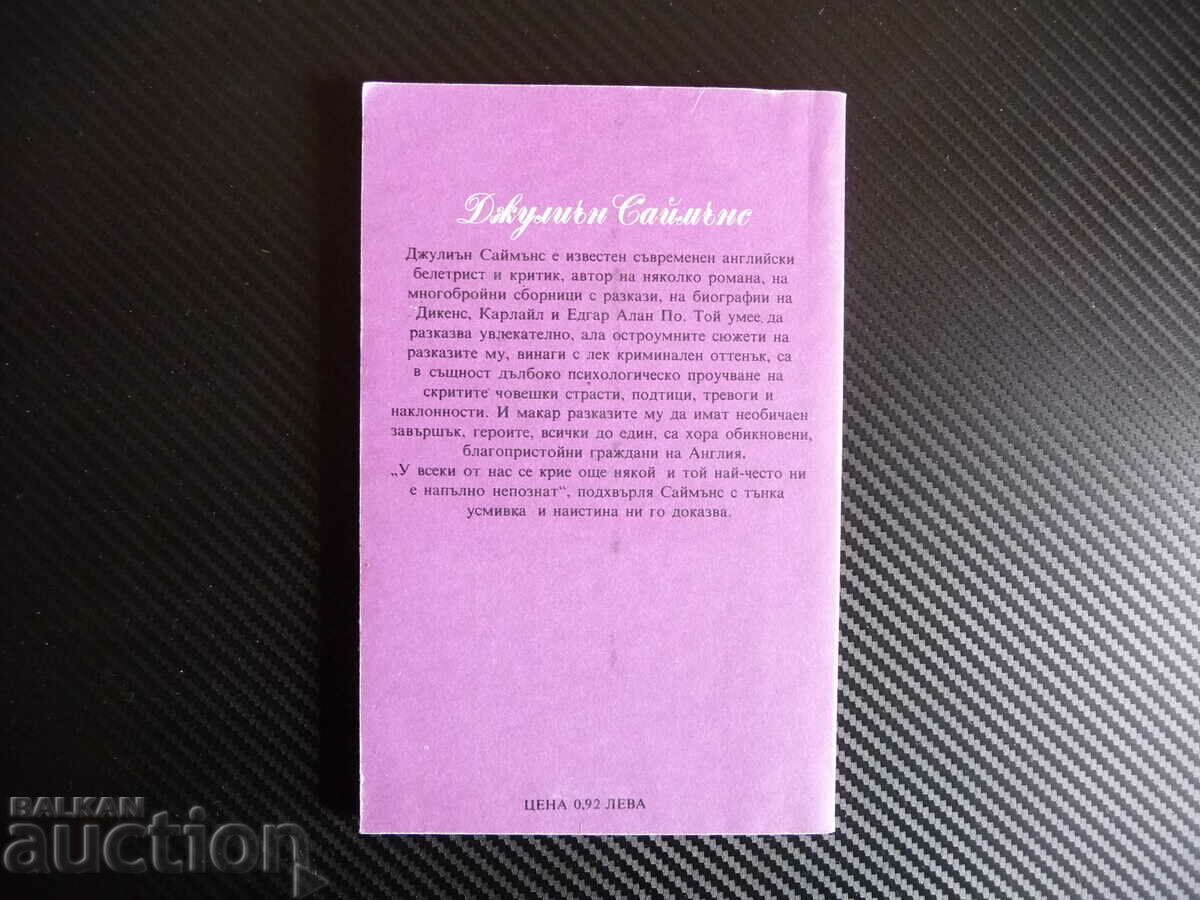 Джулиън Саймънс
Джулиън Саймънс е известен съвременен английски
белетрист и критик, автор на няколко романа, на
многобройни сборници с разкази, на биографии на
Дикенс, Карлайл и Едгар Алан По. Той умее да
разказва увлекателно, ала остроумните сюжети на
разказите му, винаги с лек криминален оттенък, са
в същност дълбоко психологическо проучване на
скритите човешки страсти, подтици, тревоги и
наклонности. И макар разказите му да имат необичаен
завършък, героите, всички до един, са хора обикновени,
благопристойни граждани на Англия.
„У всеки от нас се крие още някой и той най-често ни
е напълно непознат“, подхвърля Саймънс с тънка
усмивка и наистина ни го доказва.
ЦЕНА 0,92 ЛЕВА
BALKAN
auction